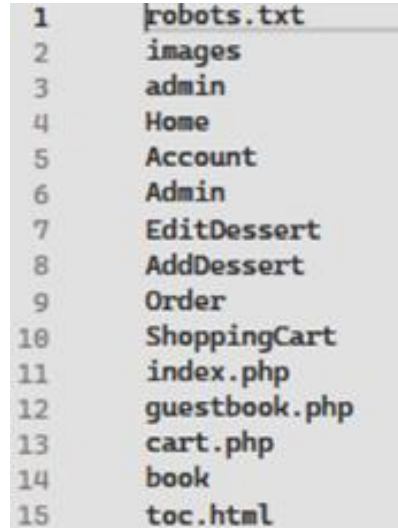 1 robots.txt
2 images
3 admin
4 Home
5 Account
6 Admin
7 EditDessert
8 AddDessert
9 Order
10 ShoppingCart
11 index.php
12 guestbook.php
13 cart.php
14 book
15 toc.html